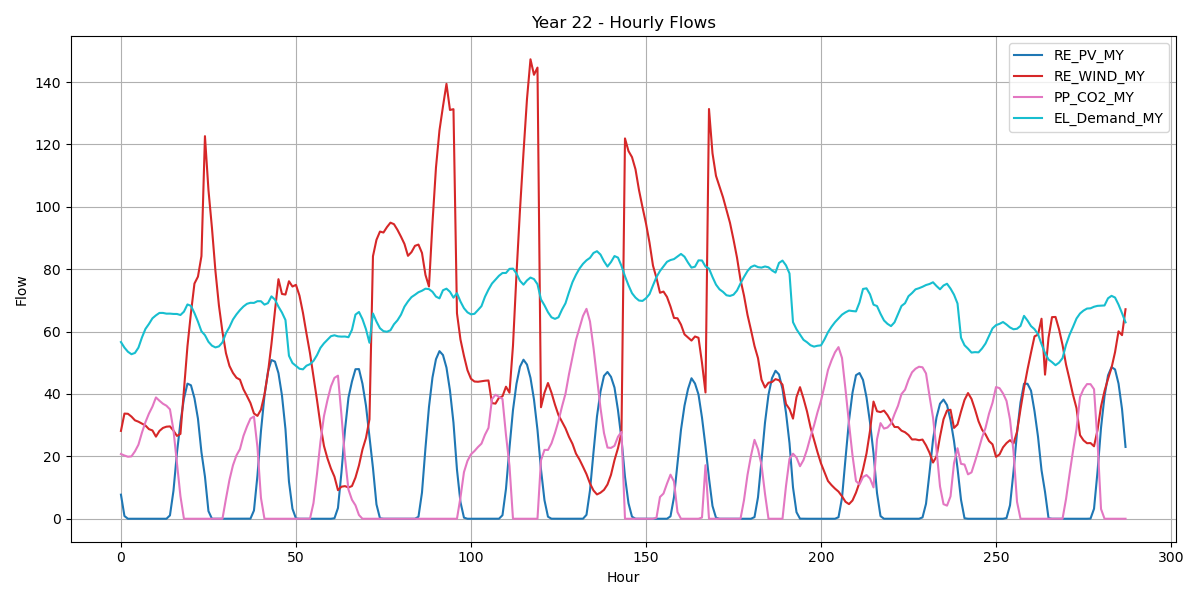 Year 22 - Hourly Flows
RE_PV_MY
RE_WIND_MY
PP_CO2_MY
EL_Demand_MY
Flow
140
120
100
80
60
40
20
0
0 50 100 150 200 250 300
Hour